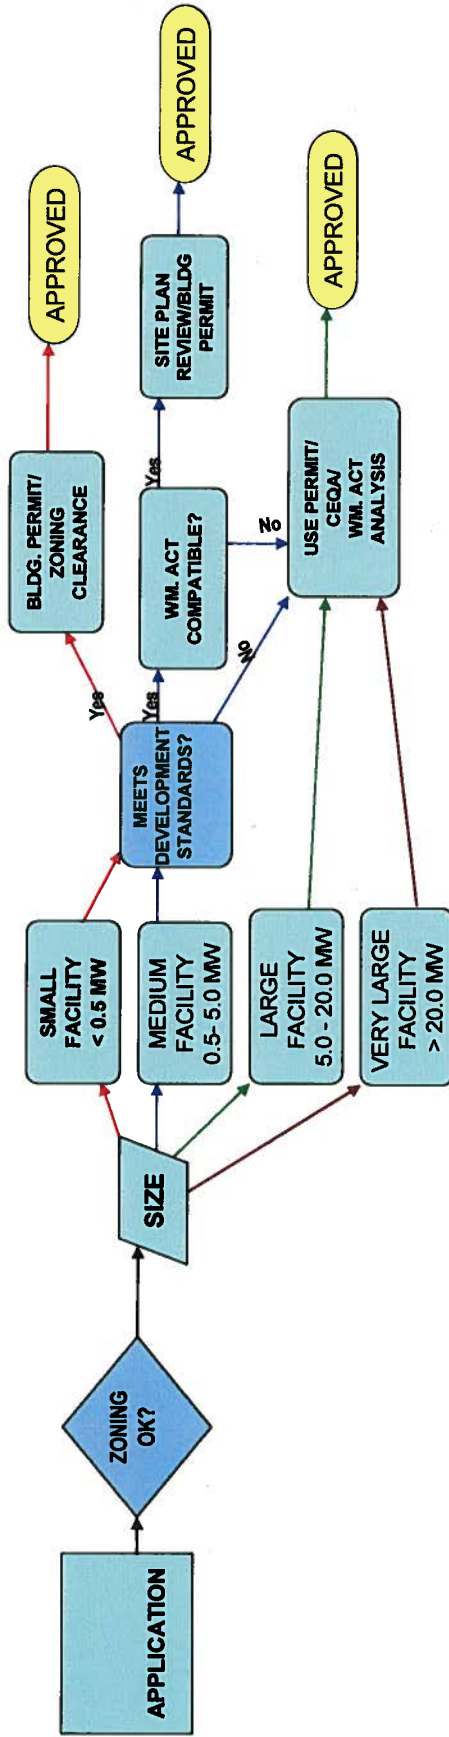 APPLICATION
ZONING
OK?
SIZE
SMALL
FACILITY
< 0.5 MW
MEDIUM
FACILITY
0.5- 5.0 MW
LARGE
FACILITY
5.0 - 20.0 MW
VERY LARGE
FACILITY
> 20.0 MW
MEETS
DEVELOPMENT
STANDARDS?
Yes
Yes
No
BLDG. PERMIT/
ZONING
CLEARANCE
WM. ACT
COMPATIBLE?
Yes
No
SITE PLAN
REVIEW/BLDG
PERMIT
USE PERMIT/
CEQA/
WM. ACT
ANALYSIS
APPROVED
APPROVED
APPROVED